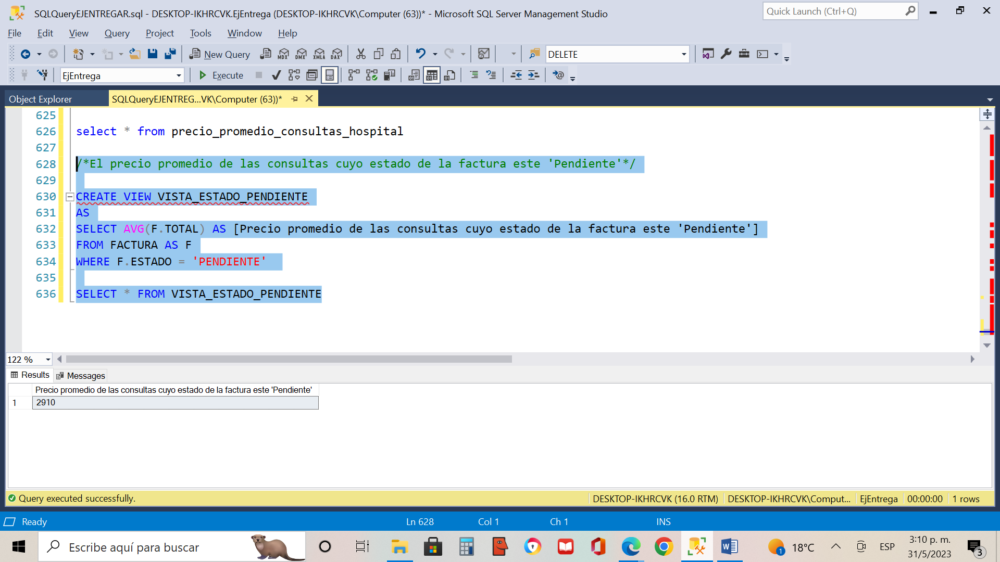 SQLQueryEJENTREGAR.sql - DESKTOP-IKHRCVK.EjEntrega (DESKTOP-IKHRCVK\Computer (63))* - Microsoft SQL Server Management Studio
Quick Launch (Ctrl+Q)
File Edit View Query Project Tools Window Help
New Query MDX DMX XMLA DAX DELETE
EjEntrega Execute
Object Explorer SQLQueryEJENTREG...VK\Computer (63))*
625
626 select * from precio_promedio_consultas_hospital
627
628 /*El precio promedio de las consultas cuyo estado de la factura este 'Pendiente'*/
629
630 CREATE VIEW VISTA_ESTADO_PENDIENTE
631 AS
632 SELECT AVG(F.TOTAL) AS [Precio promedio de las consultas cuyo estado de la factura este 'Pendiente']
633 FROM FACTURA AS F
634 WHERE F.ESTADO = 'PENDIENTE'
635
636 SELECT * FROM VISTA_ESTADO_PENDIENTE
122 %
Results Messages
Precio promedio de las consultas cuyo estado de la factura este 'Pendiente'
1 2910
Query executed successfully. DESKTOP-IKHRCVK (16.0 RTM) DESKTOP-IKHRCVK\Comput... EjEntrega 00:00:00 1 rows
Ready Ln 628 Col 1 Ch 1 INS
Escribe aquí para buscar 1 18°C ESP 3:10 p. m.
31/5/2023 3